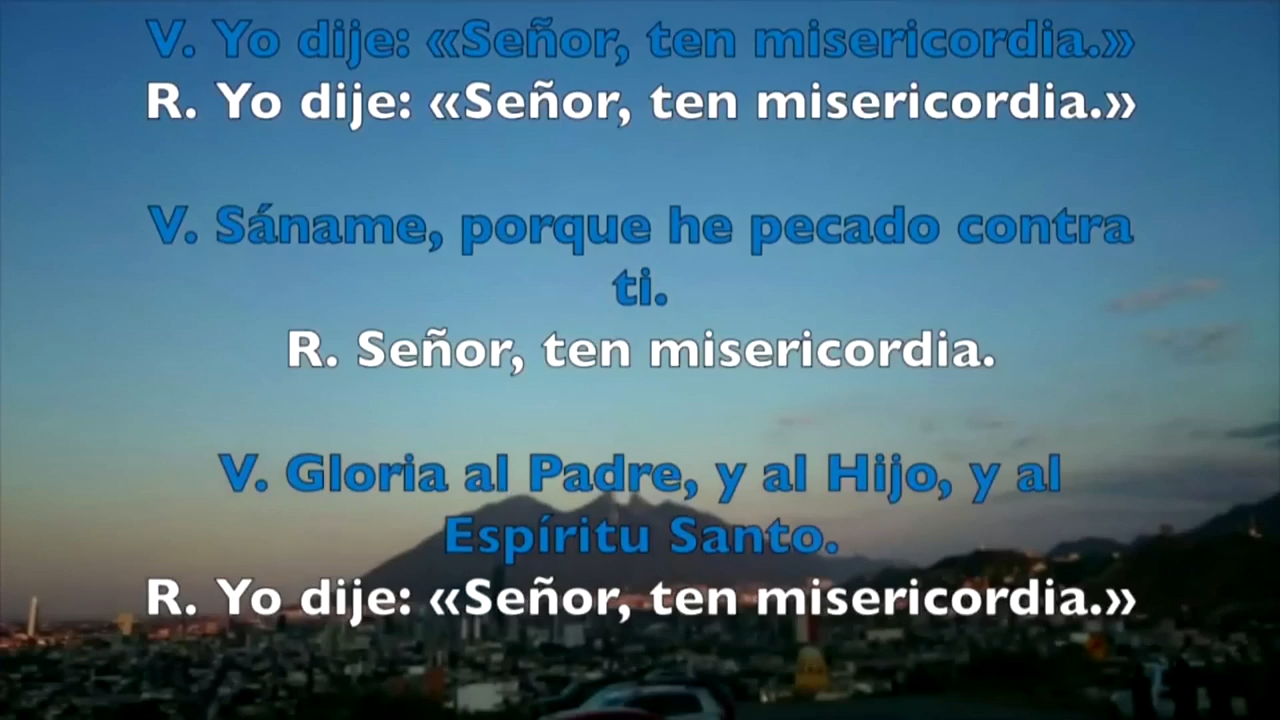 V. Yo dije: «Señor, ten misericordia.»
R. Yo dije: «Señor, ten misericordia.»
V. Sáname, porque he pecado contra
ti.
R. Señor, ten misericordia.
V. Gloria al Padre, y al Hijo, y al
Espíritu Santo.
R. Yo dije: «Señor, ten misericordia.»